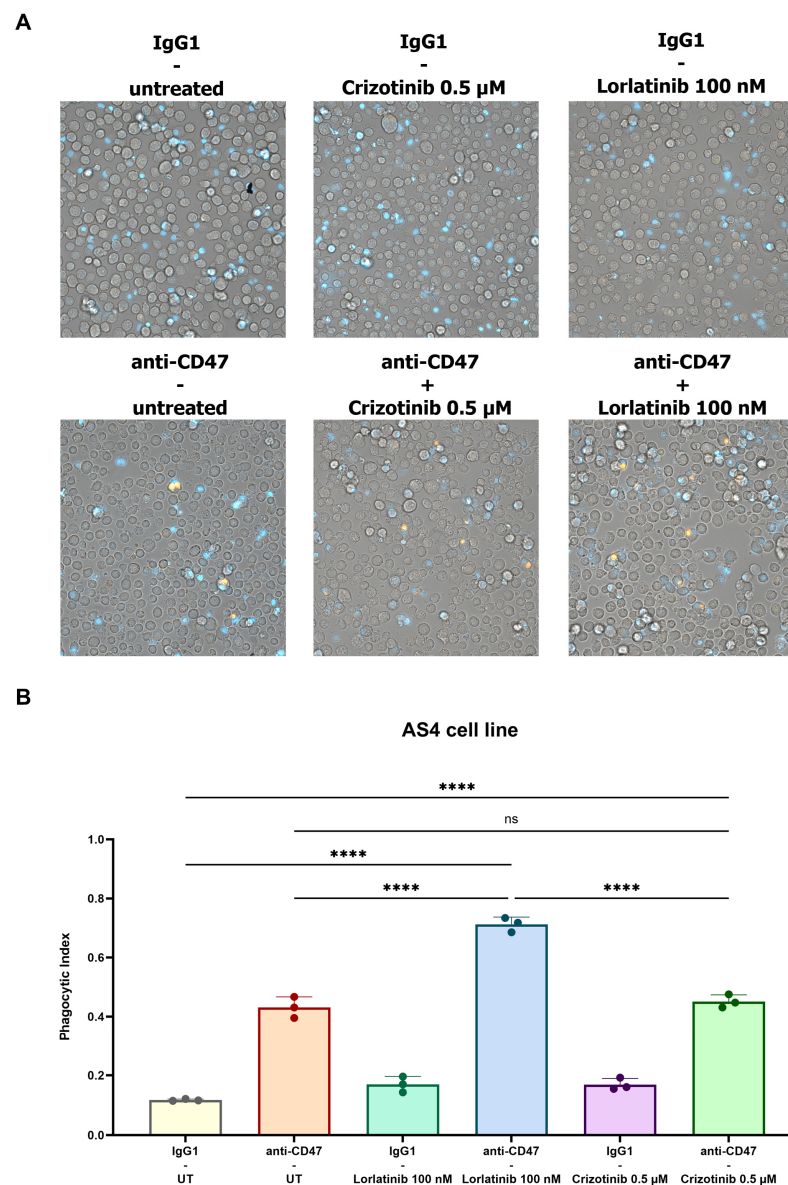 A
IgG1
-
untreated
IgG1
-
Crizotinib 0.5 µM
IgG1
-
Lorlatinib 100 nM
anti-CD47
-
untreated
anti-CD47
+
Crizotinib 0.5 µM
anti-CD47
+
Lorlatinib 100 nM
B
AS4 cell line
****
ns
****
****
****
Phagocytic Index
1.0
0.8
0.6
0.4
0.2
0.0
IgG1
-
UT
anti-CD47
-
UT
IgG1
-
Lorlatinib 100 nM
anti-CD47
-
Lorlatinib 100 nM
IgG1
-
Crizotinib 0.5 µM
anti-CD47
-
Crizotinib 0.5 µM